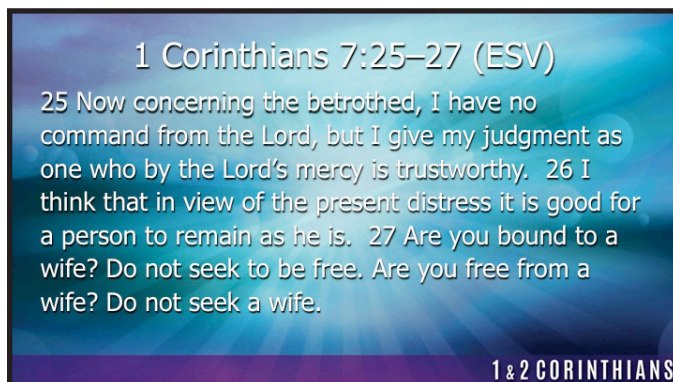 1 Corinthians 7:25–27 (ESV)
25 Now concerning the betrothed, I have no
command from the Lord, but I give my judgment as
one who by the Lord's mercy is trustworthy.  26 I
think that in view of the present distress it is good for
a person to remain as he is.  27 Are you bound to a
wife? Do not seek to be free. Are you free from a
wife? Do not seek a wife.
1 & 2 CORINTHIANS